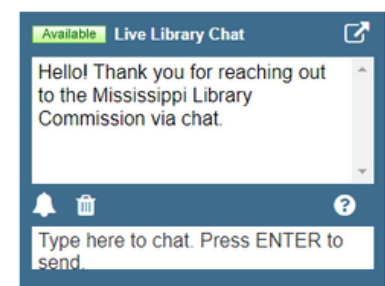 Available Live Library Chat
Hello! Thank you for reaching out
to the Mississippi Library
Commission via chat.
Type here to chat. Press ENTER to
send.